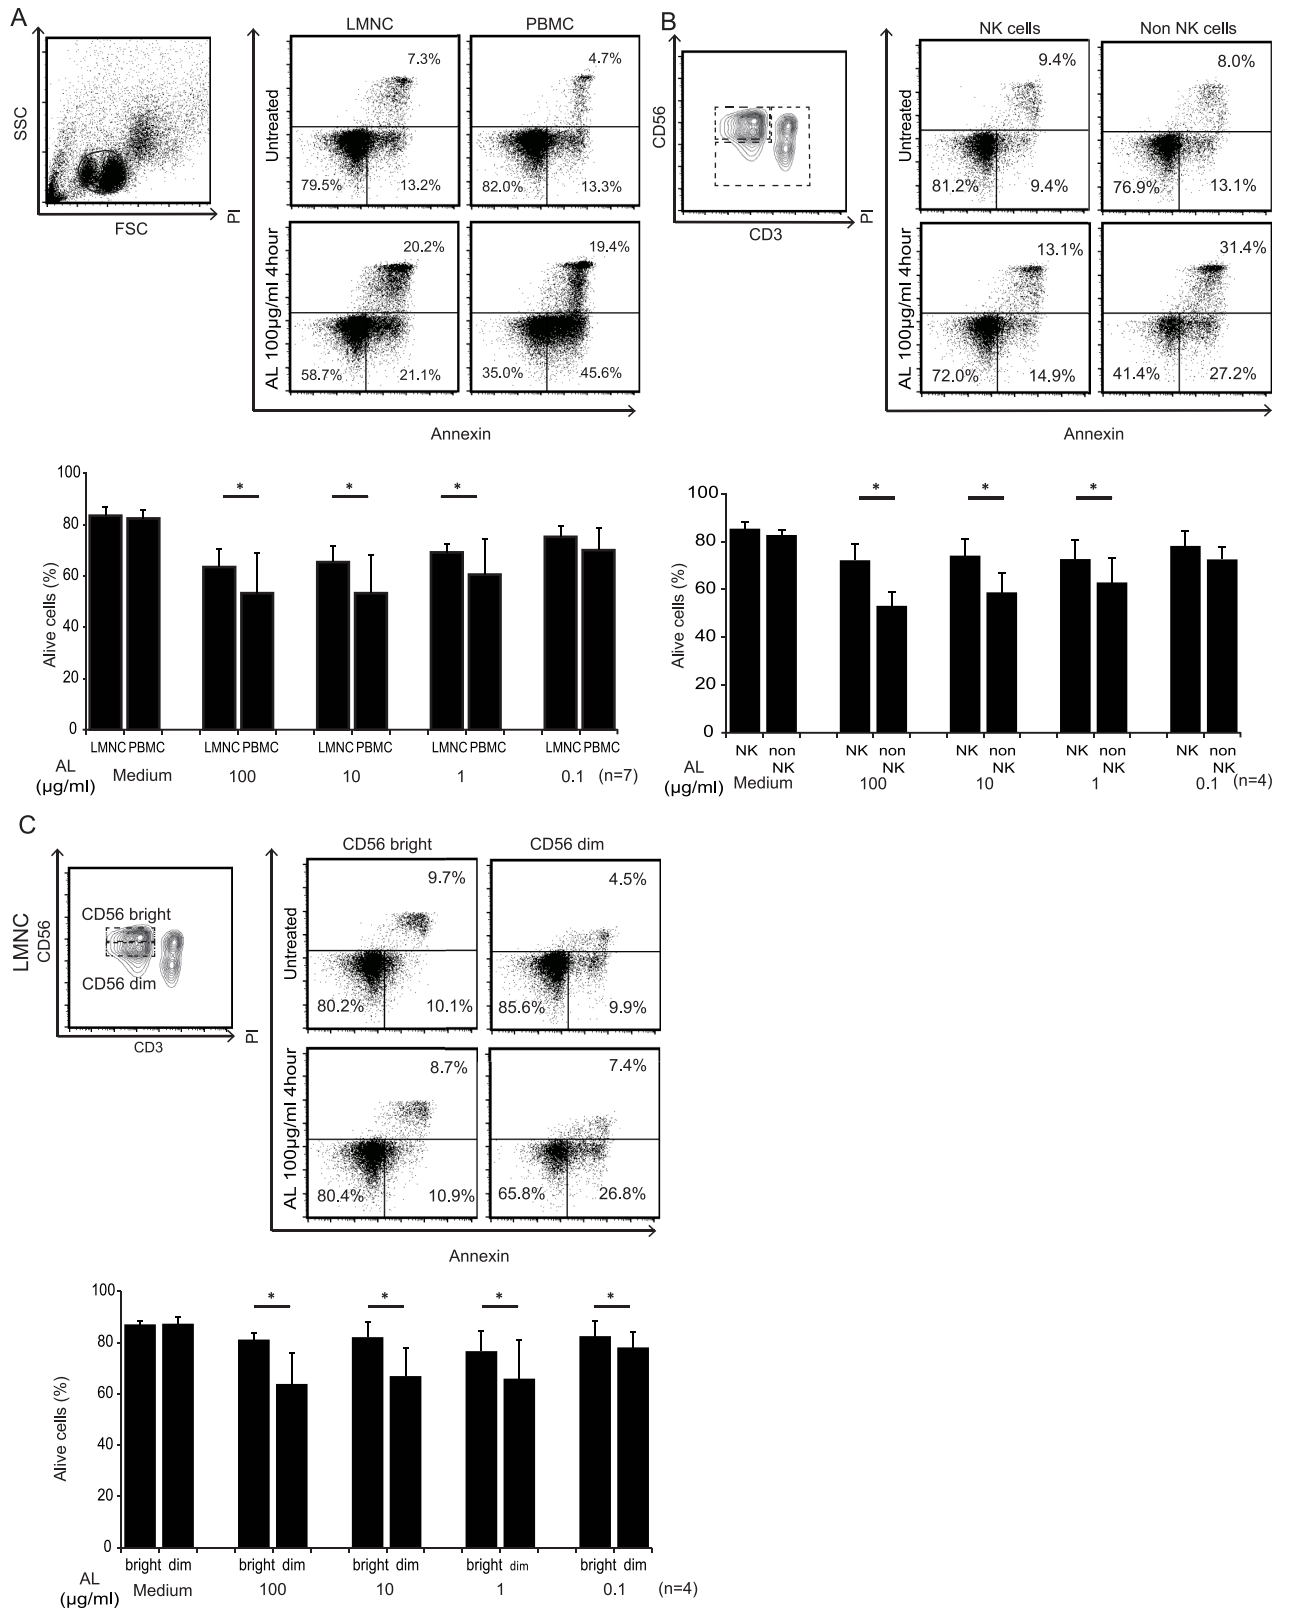 A
LMNC PBMC
SSC
FSC
Untreated
7.3% 4.7%
79.5% 13.2% 82.0% 13.3%
PI
AL 100μg/ml 4hour
20.2% 19.4%
58.7% 21.1% 35.0% 45.6%
Annexin
100
80
60
40
20
0
Alive cells (%)
* * *
LMNC PBMC LMNC PBMC LMNC PBMC LMNC PBMC LMNC PBMC
AL
(μg/ml)
Medium 100 10 1 0.1 (n=7)
B
NK cells Non NK cells
CD56
CD3
Untreated
9.4% 8.0%
81.2% 9.4% 76.9% 13.1%
PI
AL 100μg/ml 4hour
13.1% 31.4%
72.0% 14.9% 41.4% 27.2%
Annexin
100
80
60
40
20
0
Alive cells (%)
* * *
NK non NK NK non NK NK non NK NK non NK NK non NK
AL
(μg/ml)
Medium 100 10 1 0.1 (n=4)
C
CD56 bright CD56 dim
LMNC
CD56
CD56 bright
CD56 dim
CD3
Untreated
9.7% 4.5%
80.2% 10.1% 85.6% 9.9%
PI
AL 100μg/ml 4hour
8.7% 7.4%
80.4% 10.9% 65.8% 26.8%
Annexin
100
80
60
40
20
0
Alive cells (%)
* * * *
bright dim bright dim bright dim bright dim bright dim
AL
(μg/ml)
Medium 100 10 1 0.1 (n=4)